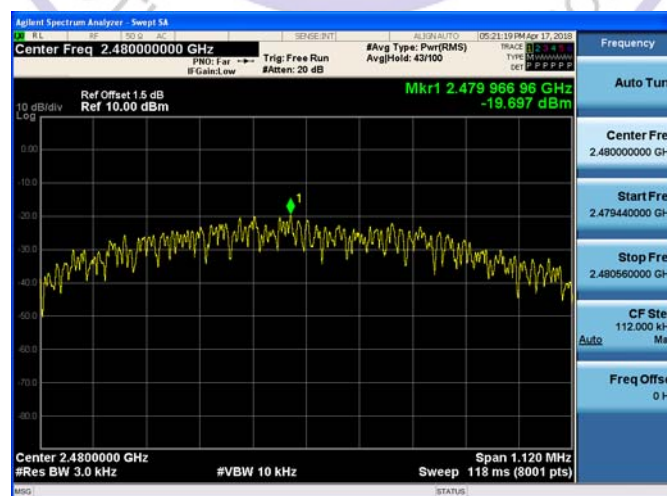 Agilent Spectrum Analyzer - Swept SA
RL RF 50 Ω AC SENSE:INT ALIGN AUTO 05:21:19 PM Apr 17, 2018
Center Freq 2.480000000 GHz
PNO: Far
IFGain:Low
Trig: Free Run
#Atten: 20 dB
#Avg Type: Pwr(RMS)
Avg|Hold: 43/100
TRACE 1 2 3 4 5 6
TYPE
DET P P P P P P
Mkr1 2.479 966 96 GHz
-19.697 dBm
Ref Offset 1.5 dB
10 dB/div Ref 10.00 dBm
Log
0.00
-10.0
1
-20.0
-30.0
-40.0
-50.0
-60.0
-70.0
-80.0
Center 2.4800000 GHz Span 1.120 MHz
#Res BW 3.0 kHz #VBW 10 kHz Sweep 118 ms (8001 pts)
MSG STATUS
Frequency
Auto Tun
Center Fre
2.480000000 GH
Start Fre
2.479440000 GH
Stop Fre
2.480560000 GH
CF Ste
112.000 kH
Auto Ma
Freq Offse
0 H